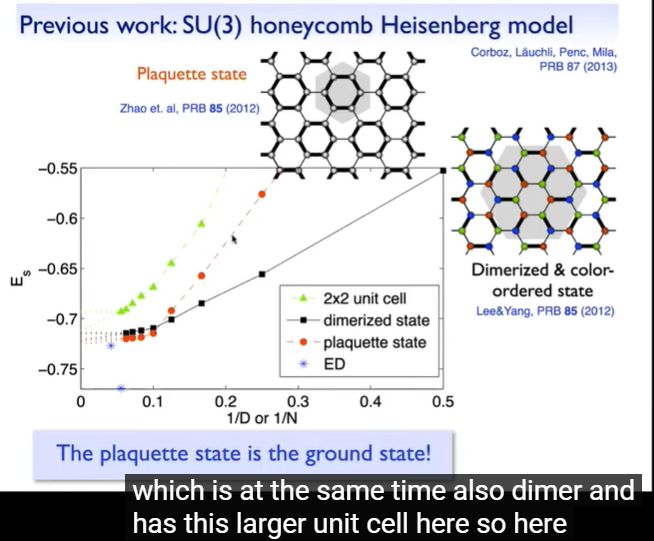 Previous work: SU(3) honeycomb Heisenberg model
Corboz, Läuchli, Penc, Mila,
PRB 87 (2013)
Plaquette state
Zhao et. al, PRB 85 (2012)
Dimerized & color-
ordered state
Lee&Yang, PRB 85 (2012)
−0.55
−0.6
−0.65
−0.7
−0.75
Es
2x2 unit cell
dimerized state
plaquette state
ED
0 0.1 0.2 0.3 0.4 0.5
1/D or 1/N
The plaquette state is the ground state!
which is at the same time also dimer and
has this larger unit cell here so here